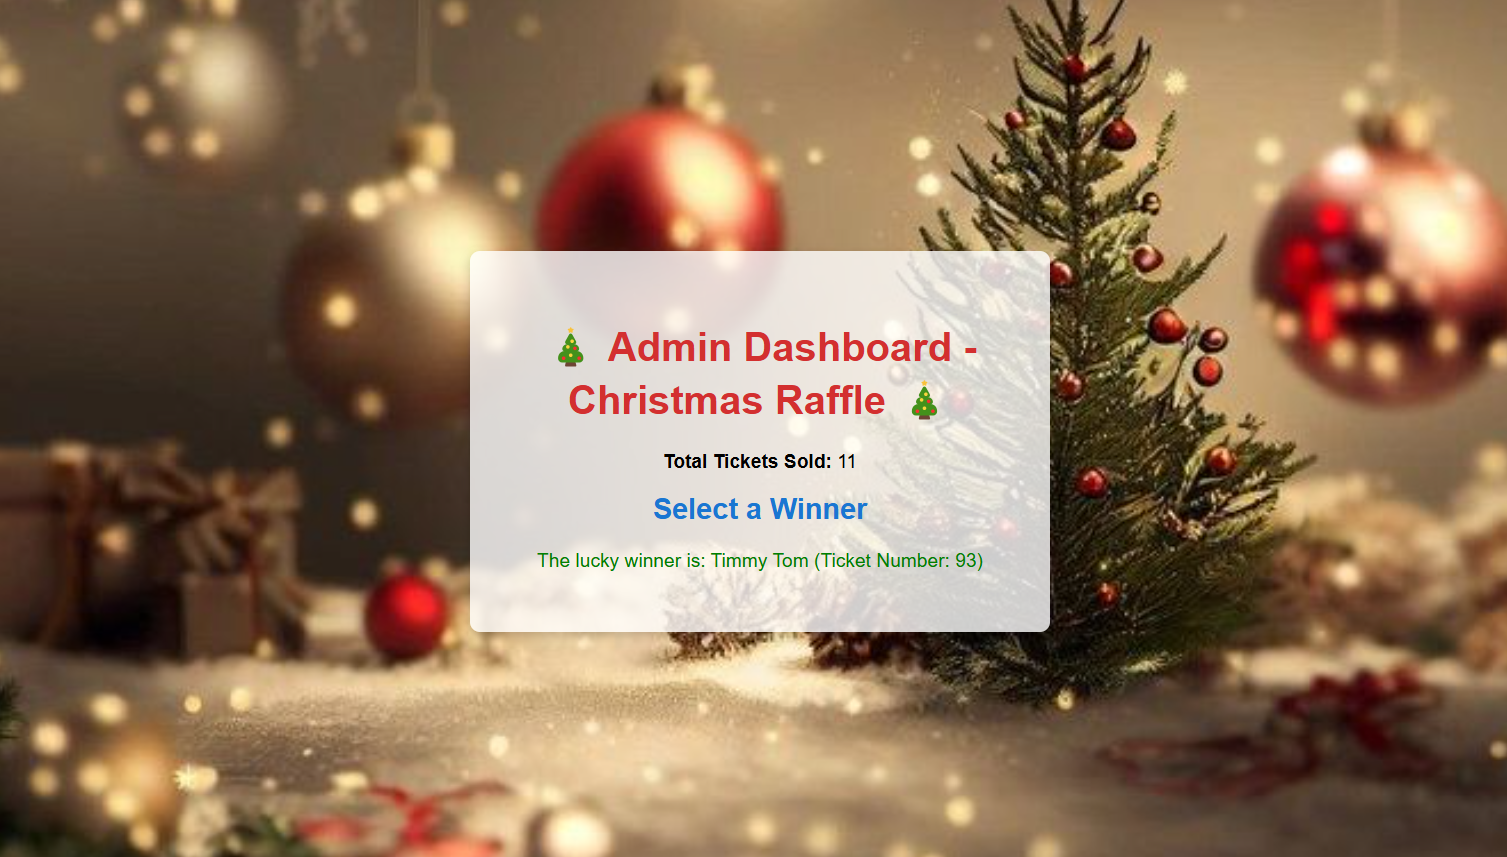 🎄 Admin Dashboard -
Christmas Raffle 🎄
Total Tickets Sold: 11
Select a Winner
The lucky winner is: Timmy Tom (Ticket Number: 93)